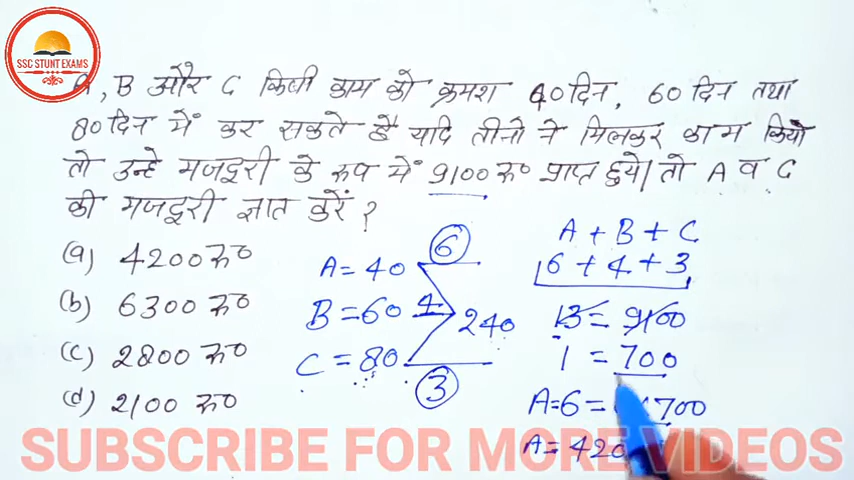 SSC STUNT EXAMS
A, B और C किसी काम को क्रमश 40 दिन, 60 दिन तथा
80 दिन में कर सकते है यदि तीनो ने मिलकर काम किया
तो उन्हे मजदूरी के रुप में 9100 रु० प्राप्त हुये। तो A व C
की मजदूरी ज्ञात करें ?
(a) 4200 रु०
(b) 6300 रु०
(c) 2800 रु०
(d) 2100 रु०
6
A = 40
B = 60 4
240
C = 80
3
A + B + C
6 + 4 + 3
13 = 9100
1 = 700
A = 6 = 700
A = 420
SUBSCRIBE FOR MORE VIDEOS